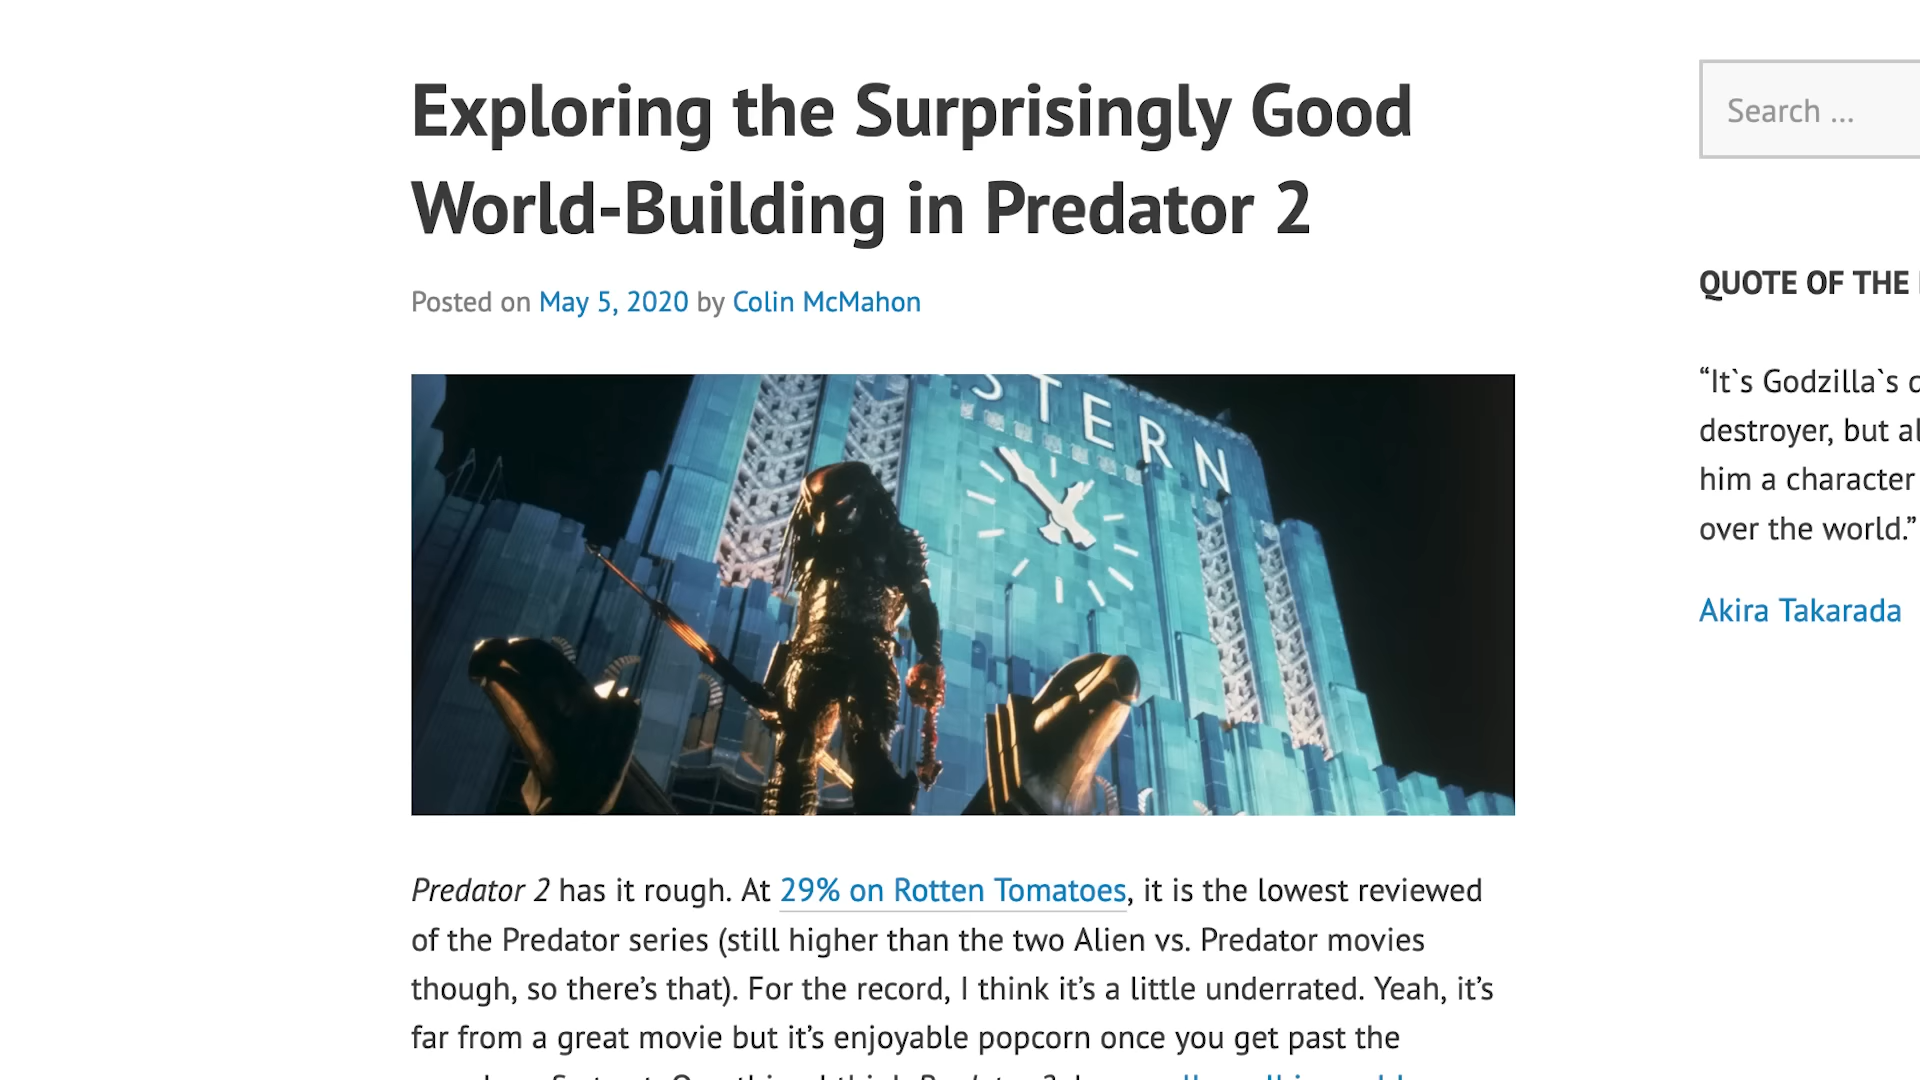 Exploring the Surprisingly Good
World-Building in Predator 2
Posted on May 5, 2020 by Colin McMahon
STERN
Predator 2 has it rough. At 29% on Rotten Tomatoes, it is the lowest reviewed
of the Predator series (still higher than the two Alien vs. Predator movies
though, so there’s that). For the record, I think it’s a little underrated. Yeah, it’s
far from a great movie but it’s enjoyable popcorn once you get past the
Search ...
QUOTE OF THE
“It`s Godzilla`s
destroyer, but
him a character
over the world.”
Akira Takarada